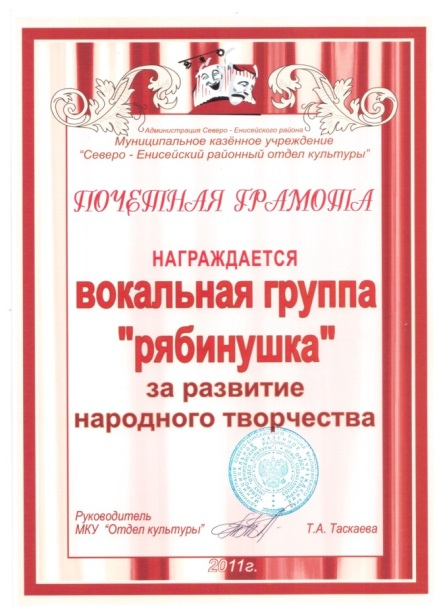 Администрация Северо - Енисейского района
Муниципальное казённое учреждение
"Северо - Енисейский районный отдел культуры"
ПОЧЕТНАЯ ГРАМОТА
НАГРАЖДАЕТСЯ
вокальная группа
"рябинушка"
за развитие
народного творчества
Руководитель
МКУ "Отдел культуры" Т.А. Таскаева
2011г.